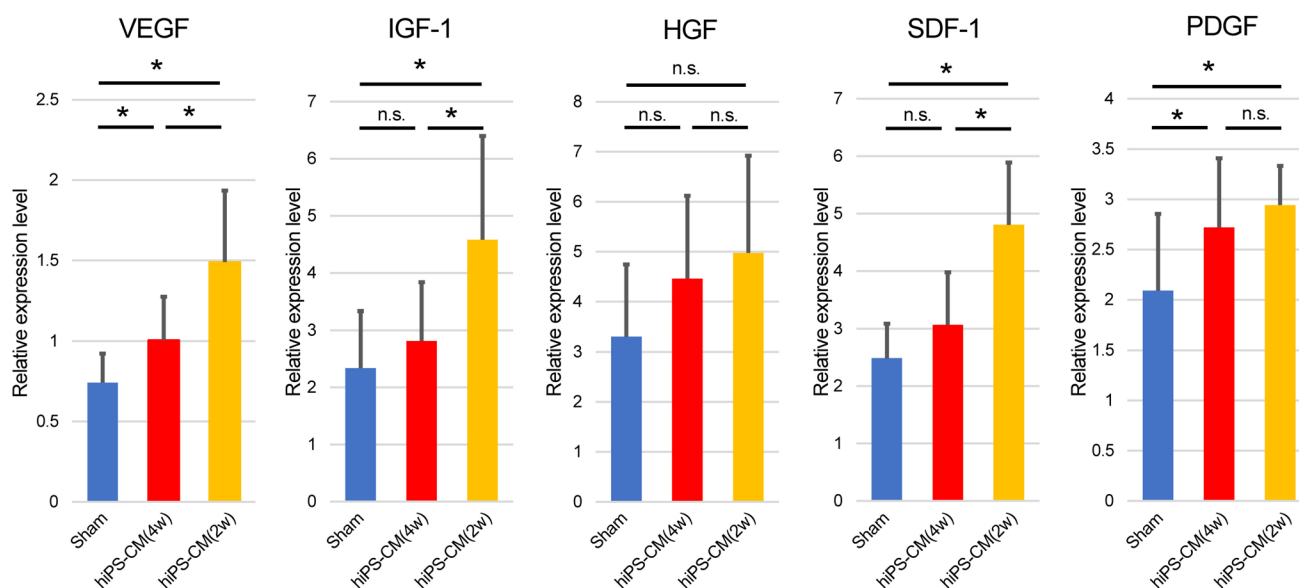 VEGF
*
*
*
Relative expression level
2.5
2
1.5
1
0.5
0
Sham
hiPS-CM(4w)
hiPS-CM(2w)
IGF-1
*
n.s.
*
Relative expression level
7
6
5
4
3
2
1
0
Sham
hiPS-CM(4w)
hiPS-CM(2w)
HGF
n.s.
n.s.
n.s.
Relative expression level
8
7
6
5
4
3
2
1
0
Sham
hiPS-CM(4w)
hiPS-CM(2w)
SDF-1
*
n.s.
*
Relative expression level
7
6
5
4
3
2
1
0
Sham
hiPS-CM(4w)
hiPS-CM(2w)
PDGF
*
*
n.s.
Relative expression level
4
3.5
3
2.5
2
1.5
1
0.5
0
Sham
hiPS-CM(4w)
hiPS-CM(2w)